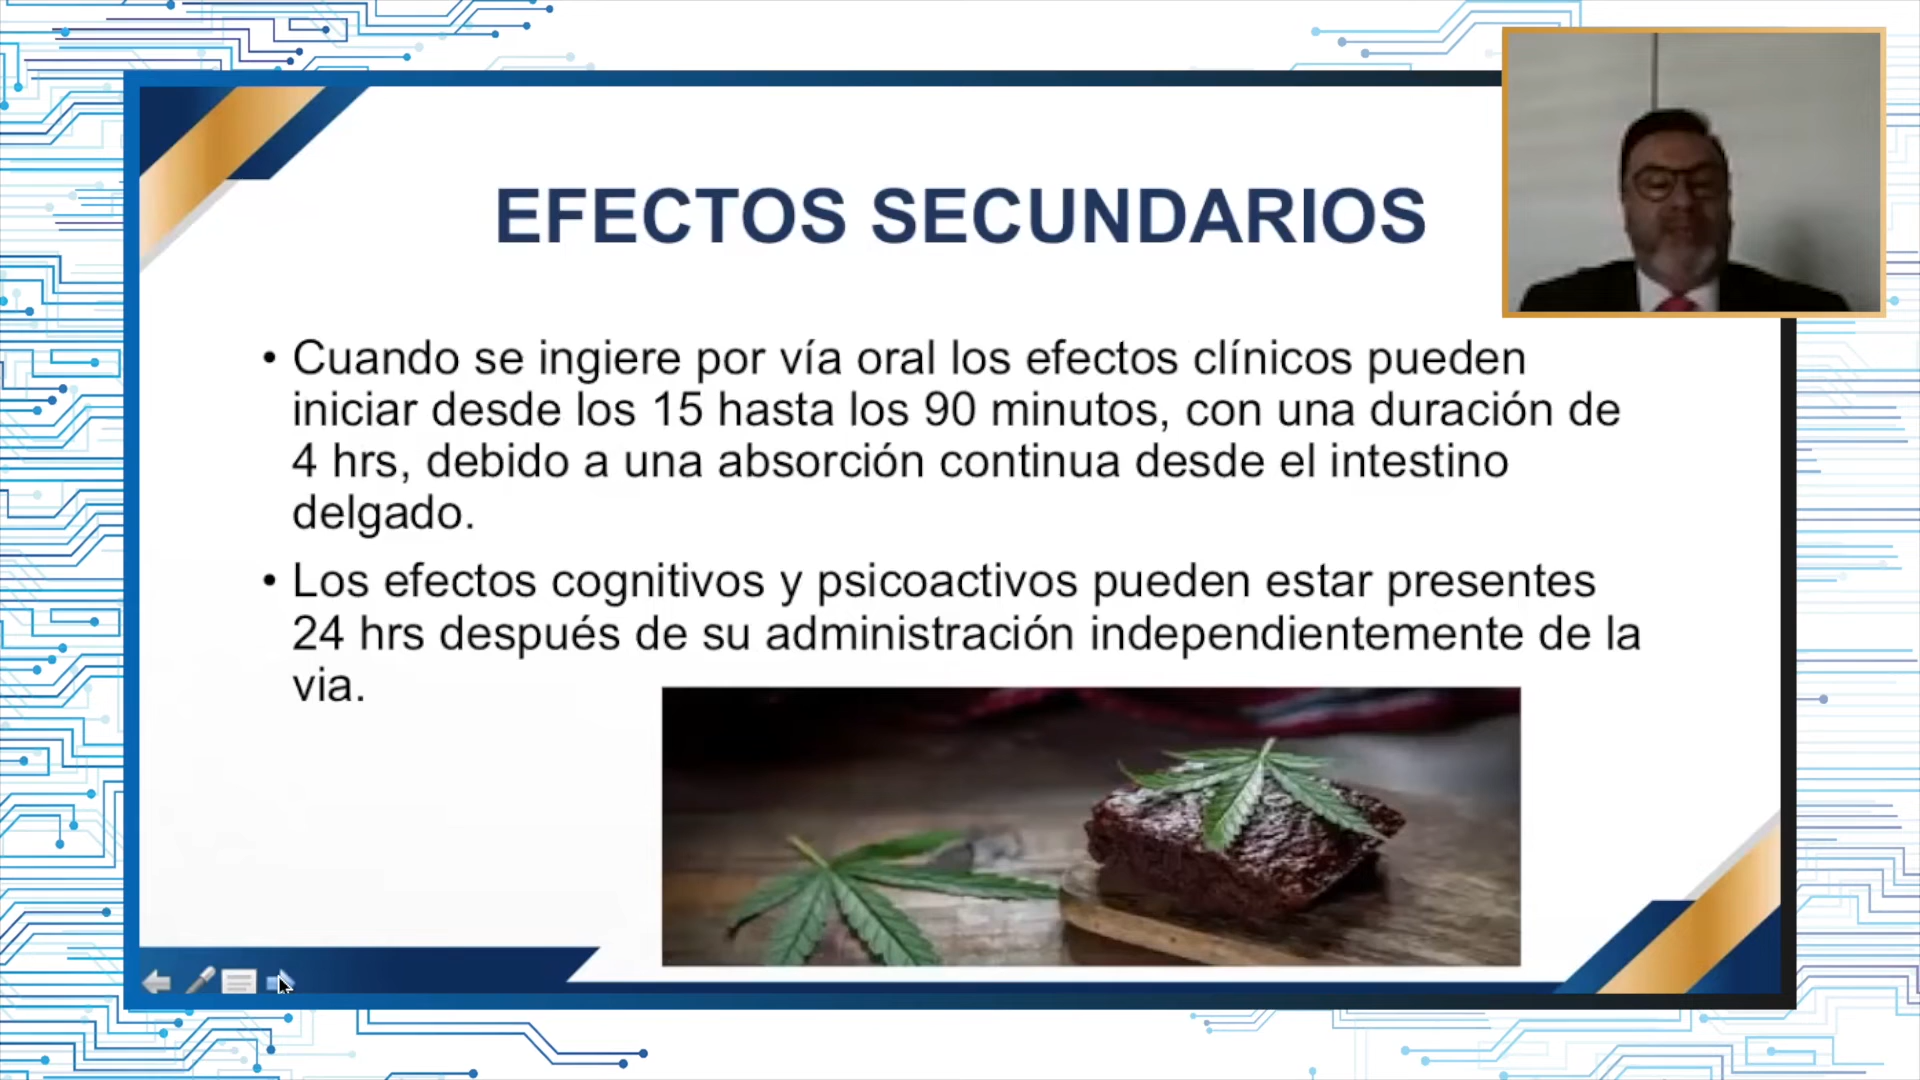 EFECTOS SECUNDARIOS
• Cuando se ingiere por vía oral los efectos clínicos pueden
iniciar desde los 15 hasta los 90 minutos, con una duración de
4 hrs, debido a una absorción continua desde el intestino
delgado.
• Los efectos cognitivos y psicoactivos pueden estar presentes
24 hrs después de su administración independientemente de la
via.